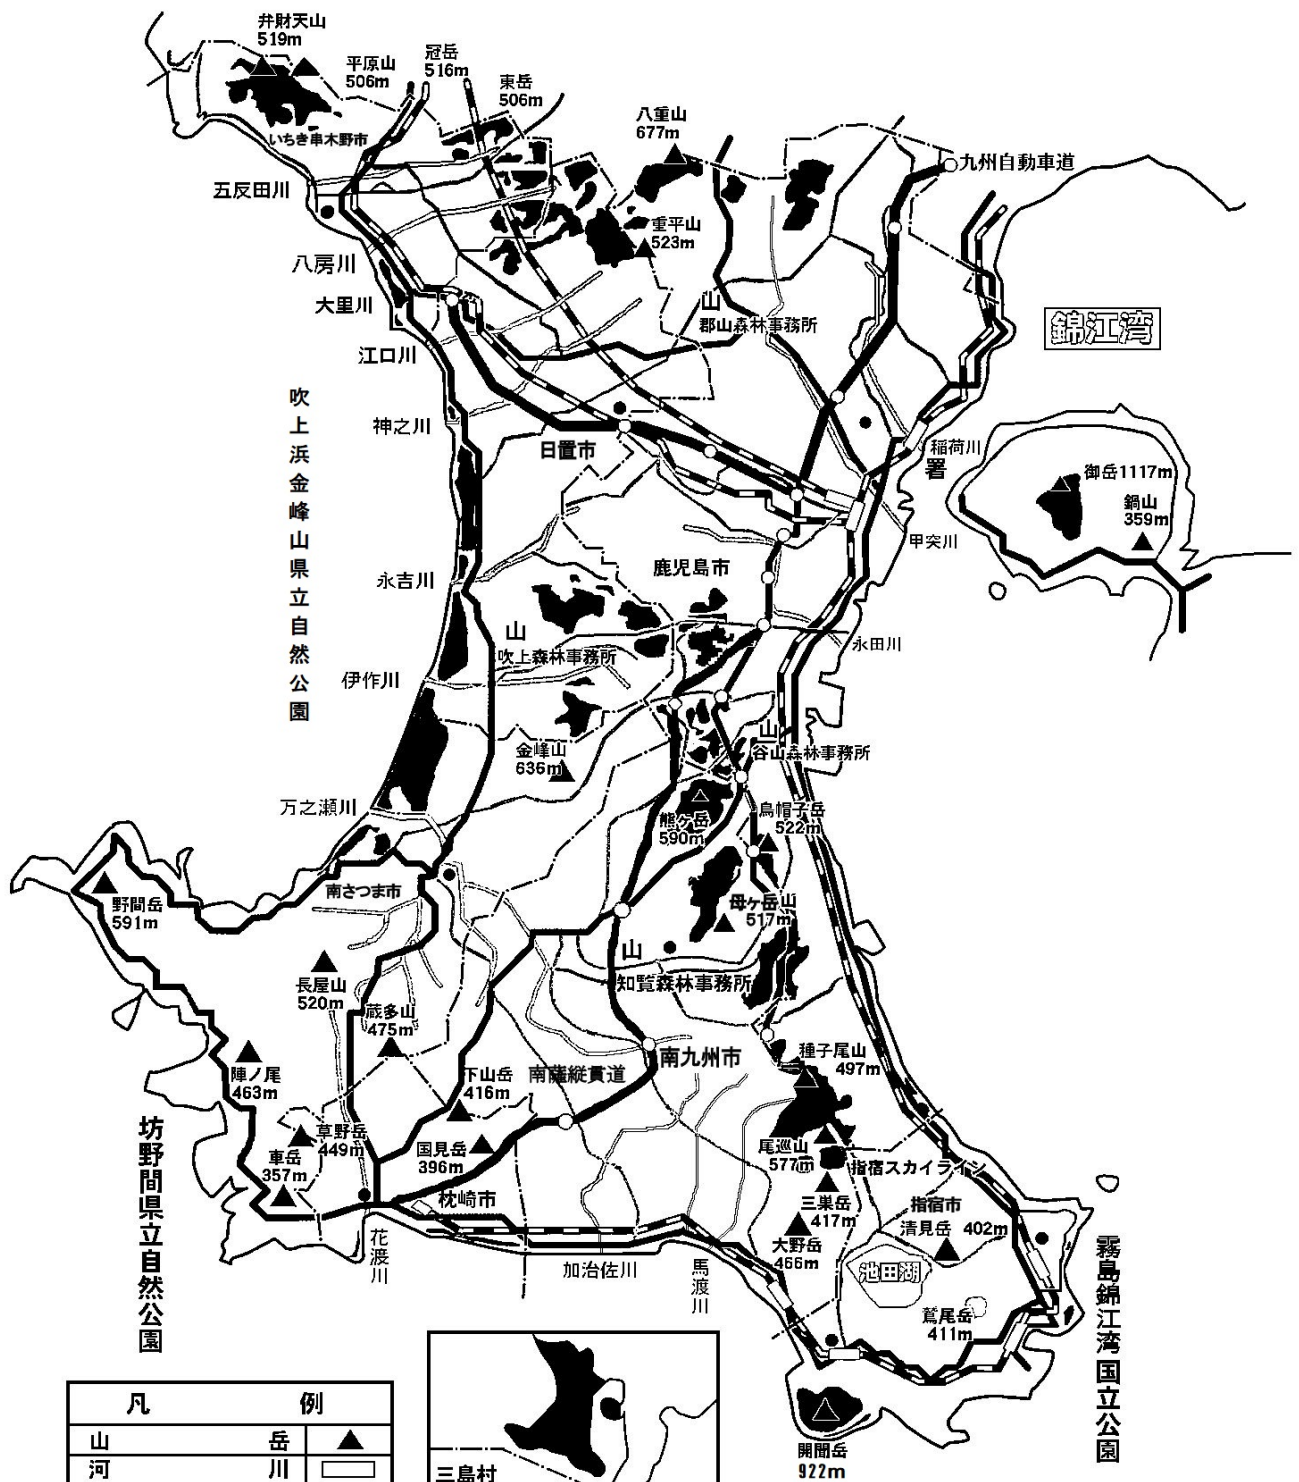 弁財天山
519m
平原山
506m
冠岳
516m
東岳
506m
八重山
677m
いちき串木野市
九州自動車道
五反田川
重平山
523m
八房川
大里川
山
郡山森林事務所
錦江湾
江口川
吹上浜金峰山県立自然公園
神之川
日置市
稲荷川
署
御岳1117m
鍋山
359m
甲突川
鹿児島市
永吉川
山
吹上森林事務所
永田川
伊作川
山
谷山森林事務所
金峰山
636m
万之瀬川
熊ヶ岳
590m
烏帽子岳
522m
南さつま市
野間岳
591m
母ヶ岳山
517m
山
知覧森林事務所
長屋山
520m
蔵多山
475m
南九州市
種子尾山
497m
陣ノ尾
463m
下山岳
416m
南薩縦貫道
坊野間県立自然公園
草野岳
449m
車岳
357m
国見岳
396m
尾巡山
577m
指宿スカイライン
枕崎市
三巣岳
417m
指宿市
清見岳 402m
大野岳
466m
花渡川
加治佐川
馬渡川
池田湖
霧島錦江湾国立公園
鷲尾岳
411m
開聞岳
922m
三島村
凡 例
山 岳
河 川